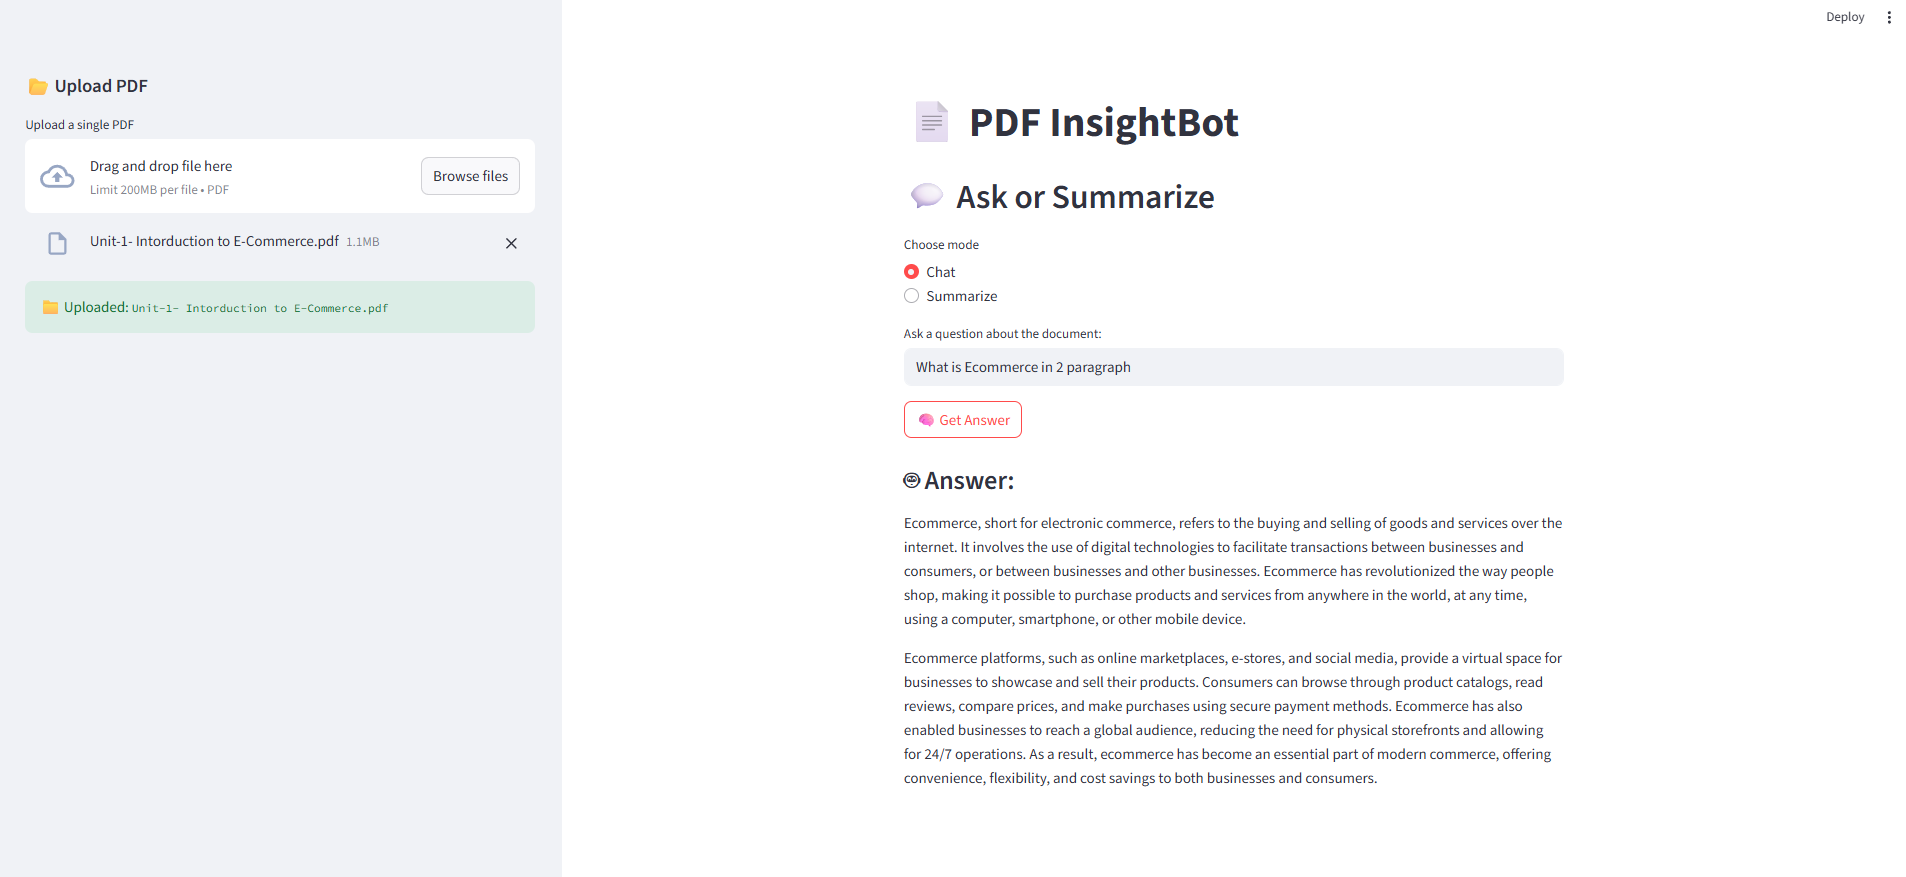 Deploy
Upload PDF
Upload a single PDF
Drag and drop file here
Limit 200MB per file • PDF
Browse files
Unit-1- Intorduction to E-Commerce.pdf 1.1MB
Uploaded: Unit-1- Intorduction to E-Commerce.pdf
PDF InsightBot
Ask or Summarize
Choose mode
Chat
Summarize
Ask a question about the document:
What is Ecommerce in 2 paragraph
Get Answer
Answer:
Ecommerce, short for electronic commerce, refers to the buying and selling of goods and services over the
internet. It involves the use of digital technologies to facilitate transactions between businesses and
consumers, or between businesses and other businesses. Ecommerce has revolutionized the way people
shop, making it possible to purchase products and services from anywhere in the world, at any time,
using a computer, smartphone, or other mobile device.
Ecommerce platforms, such as online marketplaces, e-stores, and social media, provide a virtual space for
businesses to showcase and sell their products. Consumers can browse through product catalogs, read
reviews, compare prices, and make purchases using secure payment methods. Ecommerce has also
enabled businesses to reach a global audience, reducing the need for physical storefronts and allowing
for 24/7 operations. As a result, ecommerce has become an essential part of modern commerce, offering
convenience, flexibility, and cost savings to both businesses and consumers.